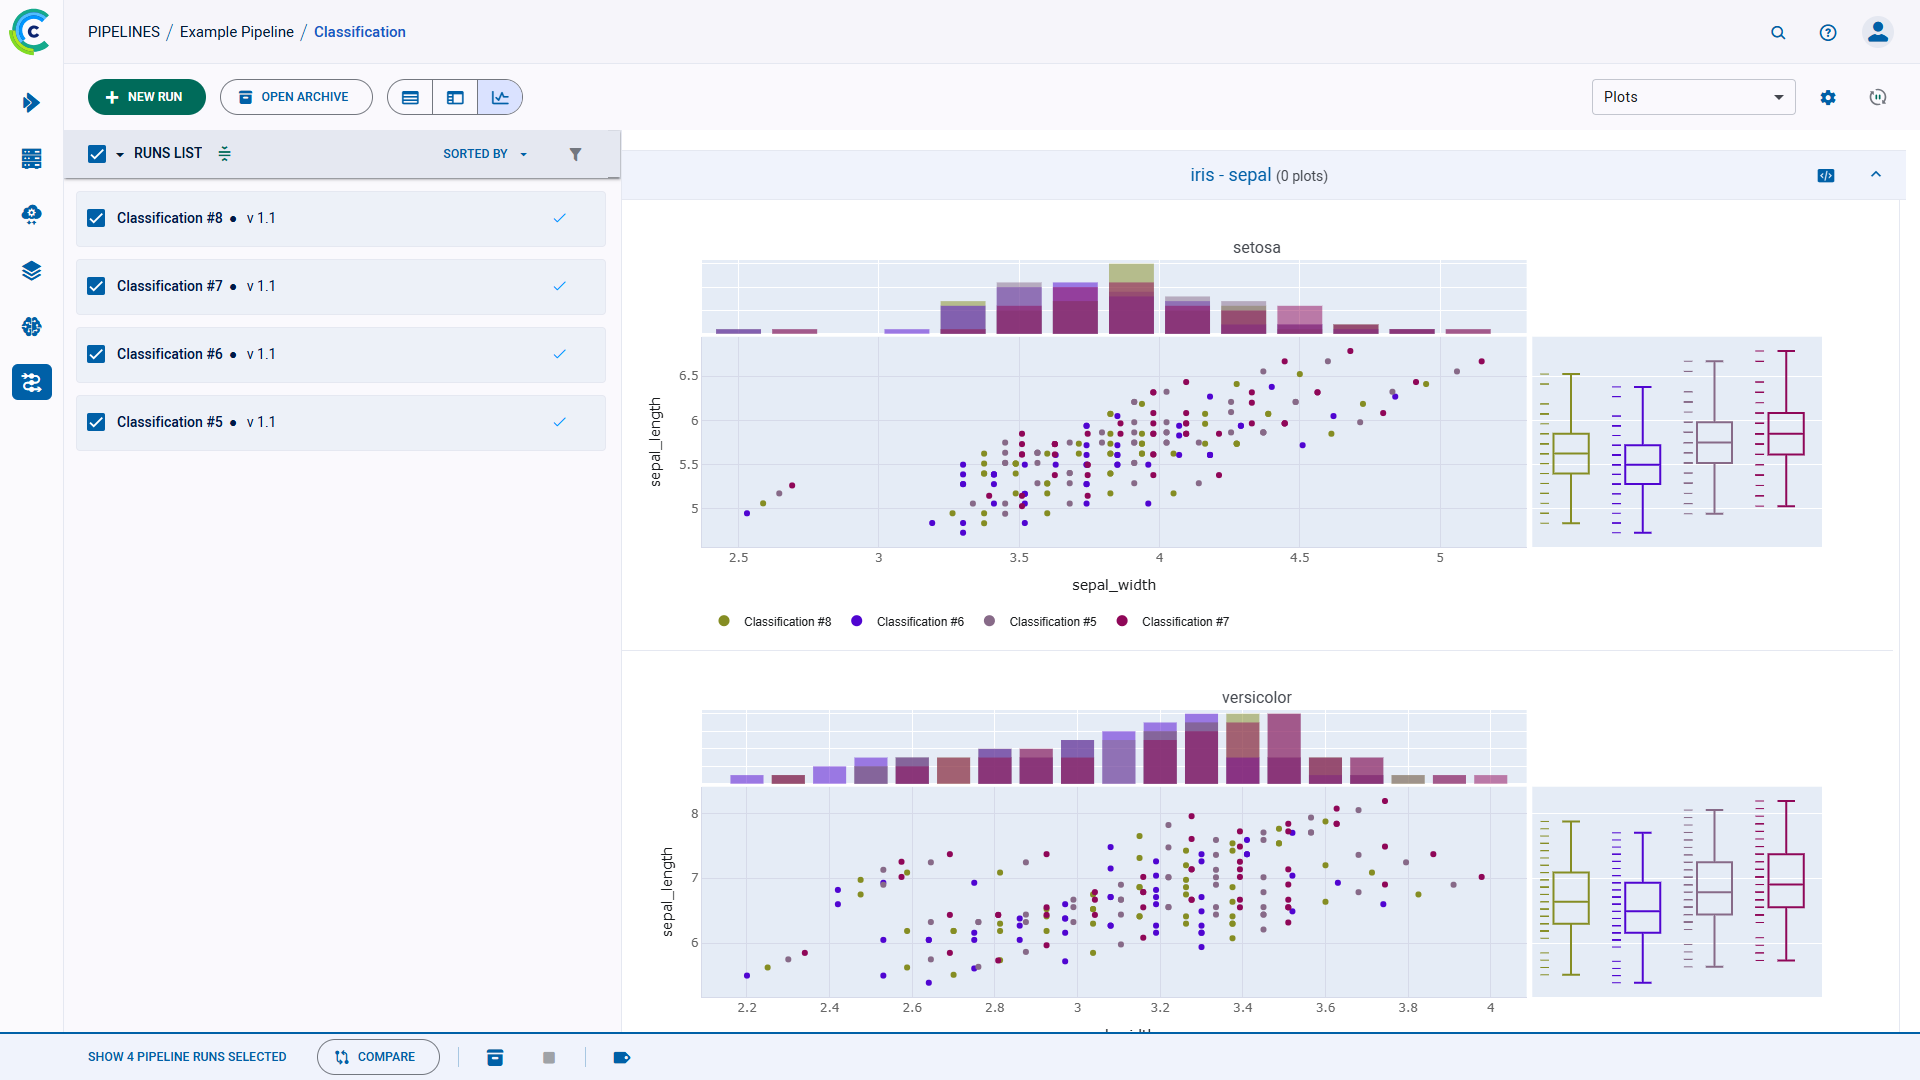 PIPELINES / Example Pipeline / Classification
NEW RUN
OPEN ARCHIVE
Plots
RUNS LIST
SORTED BY
Classification #8 ● v 1.1
Classification #7 ● v 1.1
Classification #6 ● v 1.1
Classification #5 ● v 1.1
iris - sepal (0 plots)
setosa
sepal_length
6.5
6
5.5
5
2.5 3 3.5 4 4.5 5
sepal_width
Classification #8 Classification #6 Classification #5 Classification #7
versicolor
sepal_length
8
7
6
2.2 2.4 2.6 2.8 3 3.2 3.4 3.6 3.8 4
SHOW 4 PIPELINE RUNS SELECTED
COMPARE